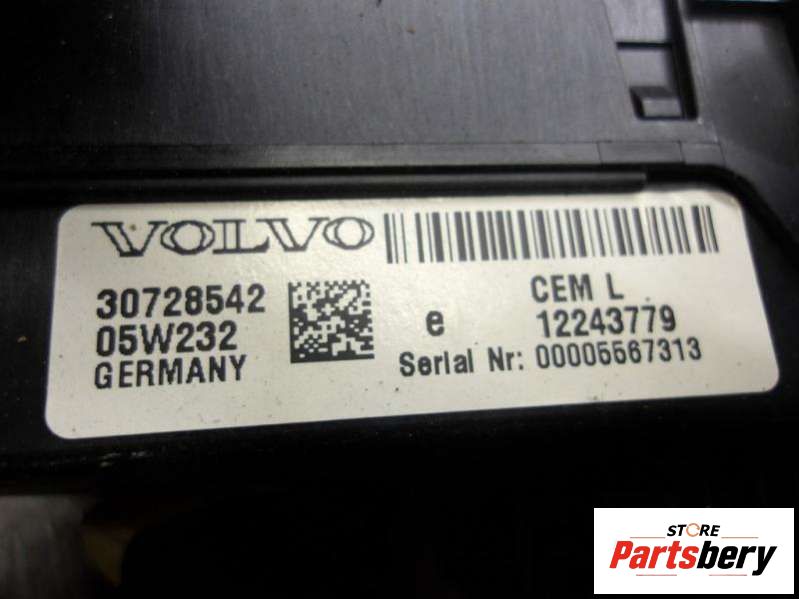 VOLVO
30728542
05W232
GERMANY
e
CEM L
12243779
Serial Nr: 00005567313
STORE
Partsbery